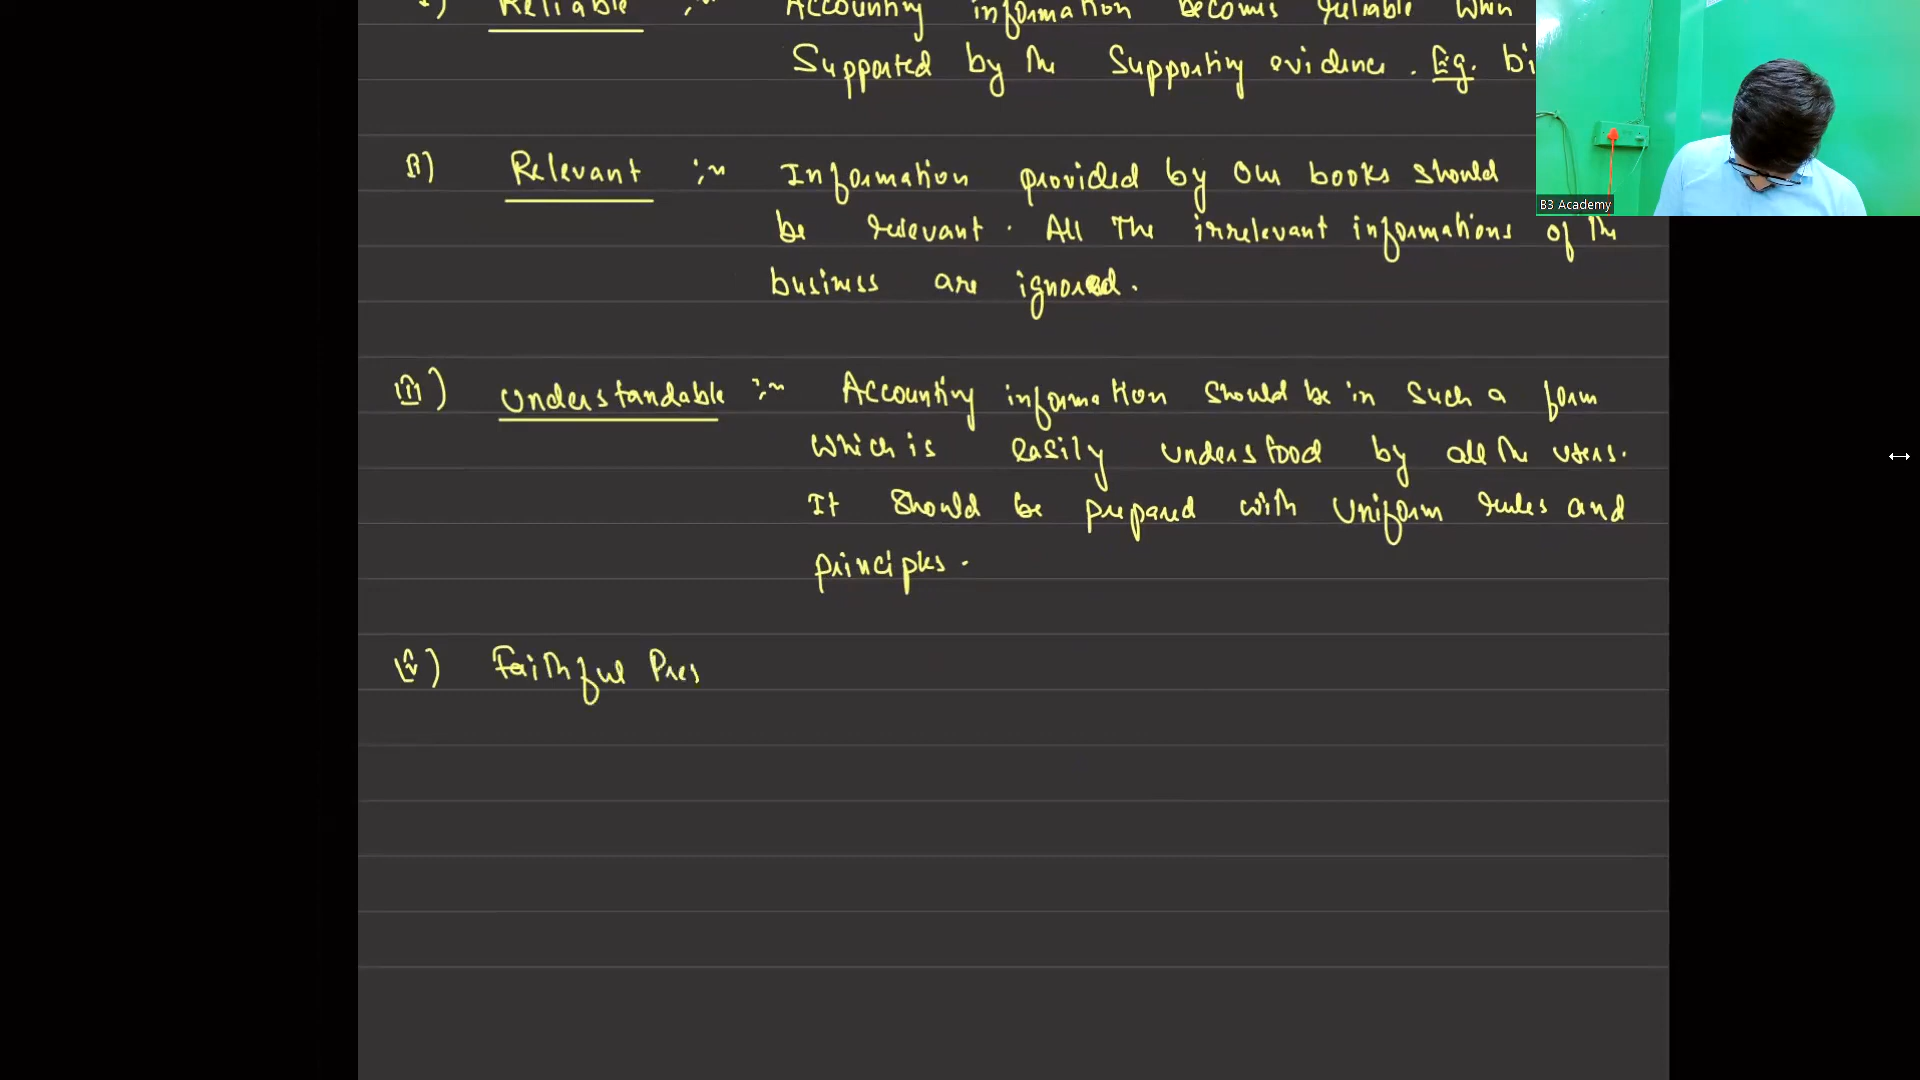 I) Reliable :~ Accounting information becomes reliable when
Supported by the Supporting evidence. Eg. bi
B3 Academy
II) Relevant :~ Information provided by our books should
be relevant. All the irrelevant informations of the
business are ignored.
III) Understandable :~ Accounting information should be in such a form
which is easily understood by all the users.
It should be prepared with uniform rules and
principles.
IV) Faithful Pres